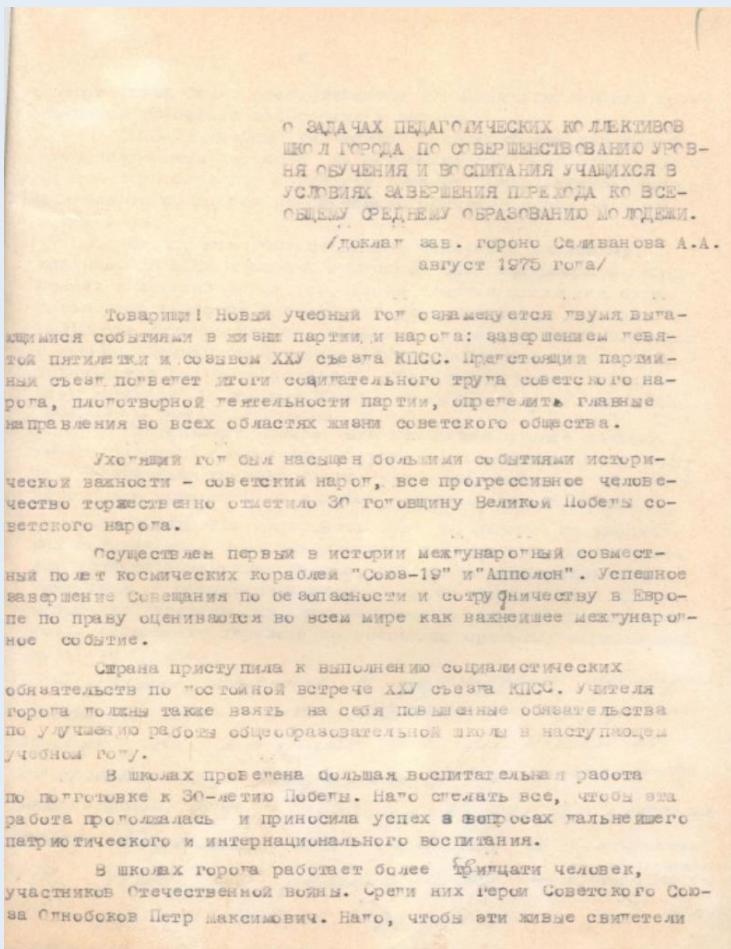 О ЗАДАЧАХ ПЕДАГОГИЧЕСКИХ КОЛЛЕКТИВОВ
ШКОЛ ГОРОДА ПО СОВЕРШЕНСТВОВАНИЮ УРОВ-
НЯ ОБУЧЕНИЯ И ВОСПИТАНИЯ УЧАЩИХСЯ В
УСЛОВИЯХ ЗАВЕРШЕНИЯ ПЕРЕХОДА КО ВСЕ-
ОБЩЕМУ СРЕДНЕМУ ОБРАЗОВАНИЮ МОЛОДЕЖИ.
/доклад зав. гороно Селиванова А.А.
август 1975 года/
Товарищи! Новый учебный год ознаменуется двумя выда-
ющимися событиями в жизни партии и народа: завершением девя-
той пятилетки и созывом ХХУ съезда КПСС. Предстоящий партий-
ный съезд подведет итоги созидательного труда советского на-
рода, плодотворной деятельности партии, определить главные
направления во всех областях жизни советского общества.
Уходящий год был насыщен большими событиями истори-
ческой важности - советский народ, все прогрессивное челове-
чество торжественно отметило 30 годовщину Великой Победы со-
ветского народа.
Осуществлен первый в истории международный совмест-
ный полет космических кораблей "Союз-19" и "Апполон". Успешное
завершение Совещания по безопасности и сотрудничеству в Евро-
пе по праву оцениваются во всем мире как важнейшее международ-
ное событие.
Страна приступила к выполнению социалистических
обязательств по достойной встрече ХХУ съезда КПСС. Учителя
города должны также взять на себя повышенные обязательства
по улучшению работы общеобразовательной школы в наступающем
учебном году.
В школах проведена большая воспитательная работа
по подготовке к 30-летию Победы. Надо сделать все, чтобы эта
работа продолжалась и приносила успех в вопросах дальнейшего
патриотического и интернационального воспитания.
В школах города работает более тридцати человек,
участников Отечественной войны. Среди них Герой Советского Сою-
за Однобоков Петр Максимович. Надо, чтобы эти живые свидетели